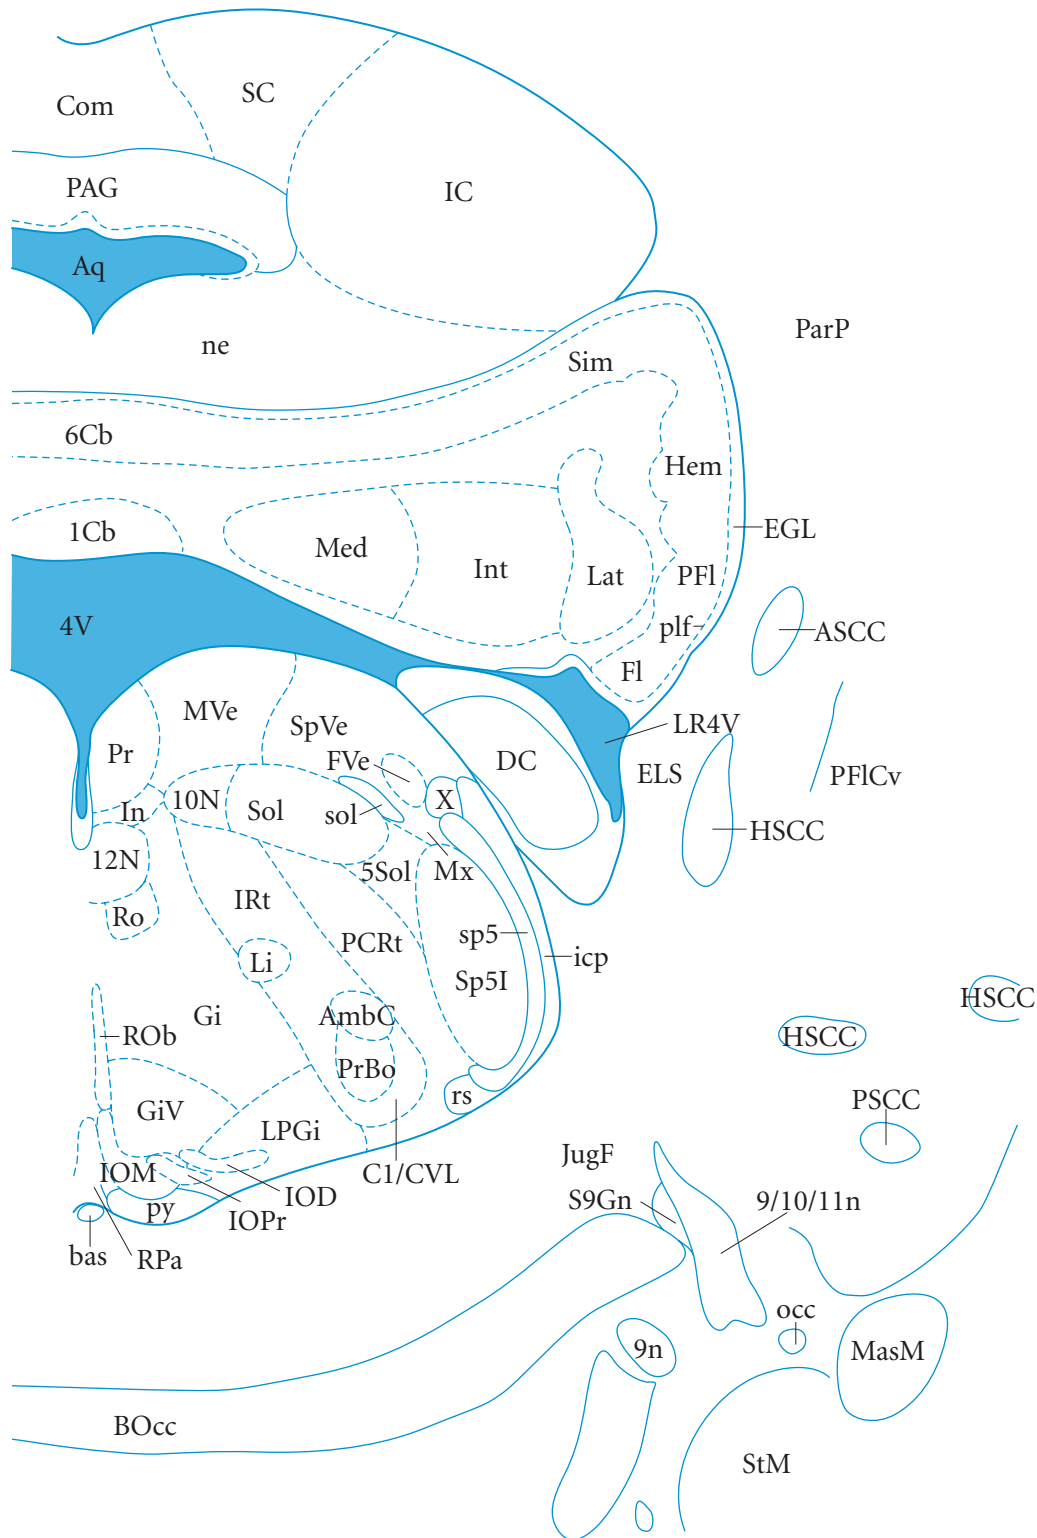 SC
Com
PAG
IC
Aq
ParP
ne
Sim
6Cb
Hem
1Cb
EGL
Med
Int
Lat
PFl
4V
plf
ASCC
Fl
MVe
SpVe
LR4V
Pr
FVe
DC
ELS
PFlCv
10N
X
In
Sol
sol
HSCC
12N
5Sol
Mx
IRt
Ro
sp5
PCRt
icp
Li
Sp5I
HSCC
Gi
AmbC
ROb
HSCC
PrBo
rs
PSCC
GiV
LPGi
JugF
IOM
C1/CVL
IOD
S9Gn
9/10/11n
py
IOPr
bas
RPa
occ
9n
MasM
BOcc
StM